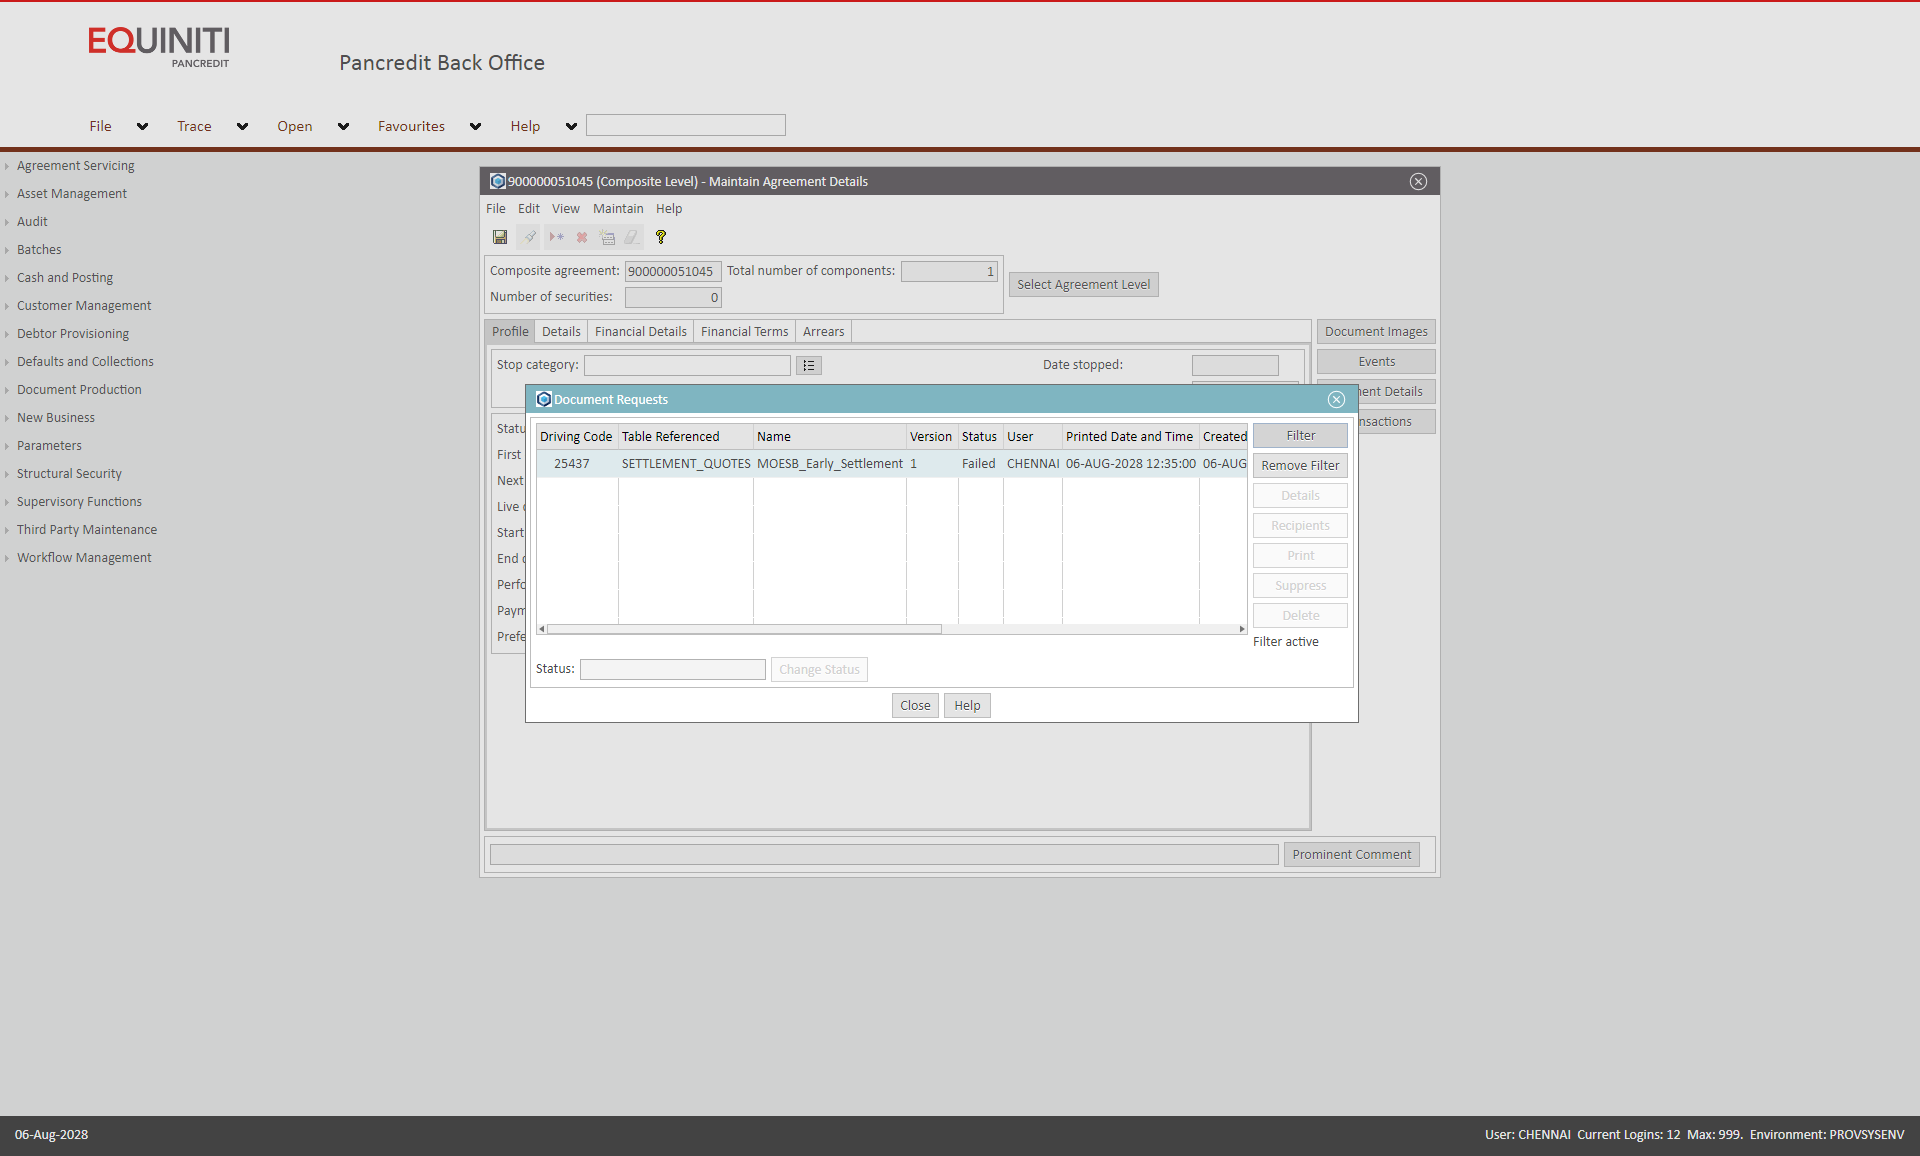 EQUINITI
PANCREDIT
Pancredit Back Office
File Trace Open Favourites Help
Agreement Servicing
Asset Management
Audit
Batches
Cash and Posting
Customer Management
Debtor Provisioning
Defaults and Collections
Document Production
New Business
Parameters
Structural Security
Supervisory Functions
Third Party Maintenance
Workflow Management
900000051045 (Composite Level) - Maintain Agreement Details
File Edit View Maintain Help
Composite agreement: 900000051045 Total number of components: 1
Number of securities: 0
Select Agreement Level
Profile Details Financial Details Financial Terms Arrears
Document Images
Events
ment Details
nsactions
Stop category: Date stopped:
Statu
First
Next
Live
Start
End
Perfo
Paym
Prefe
Document Requests
Driving Code Table Referenced Name Version Status User Printed Date and Time Created
25437 SETTLEMENT_QUOTES MOESB_Early_Settlement 1 Failed CHENNAI 06-AUG-2028 12:35:00 06-AUG
Filter
Remove Filter
Details
Recipients
Print
Suppress
Delete
Filter active
Status: Change Status
Close Help
Prominent Comment
06-Aug-2028
User: CHENNAI Current Logins: 12 Max: 999. Environment: PROVSYSENV